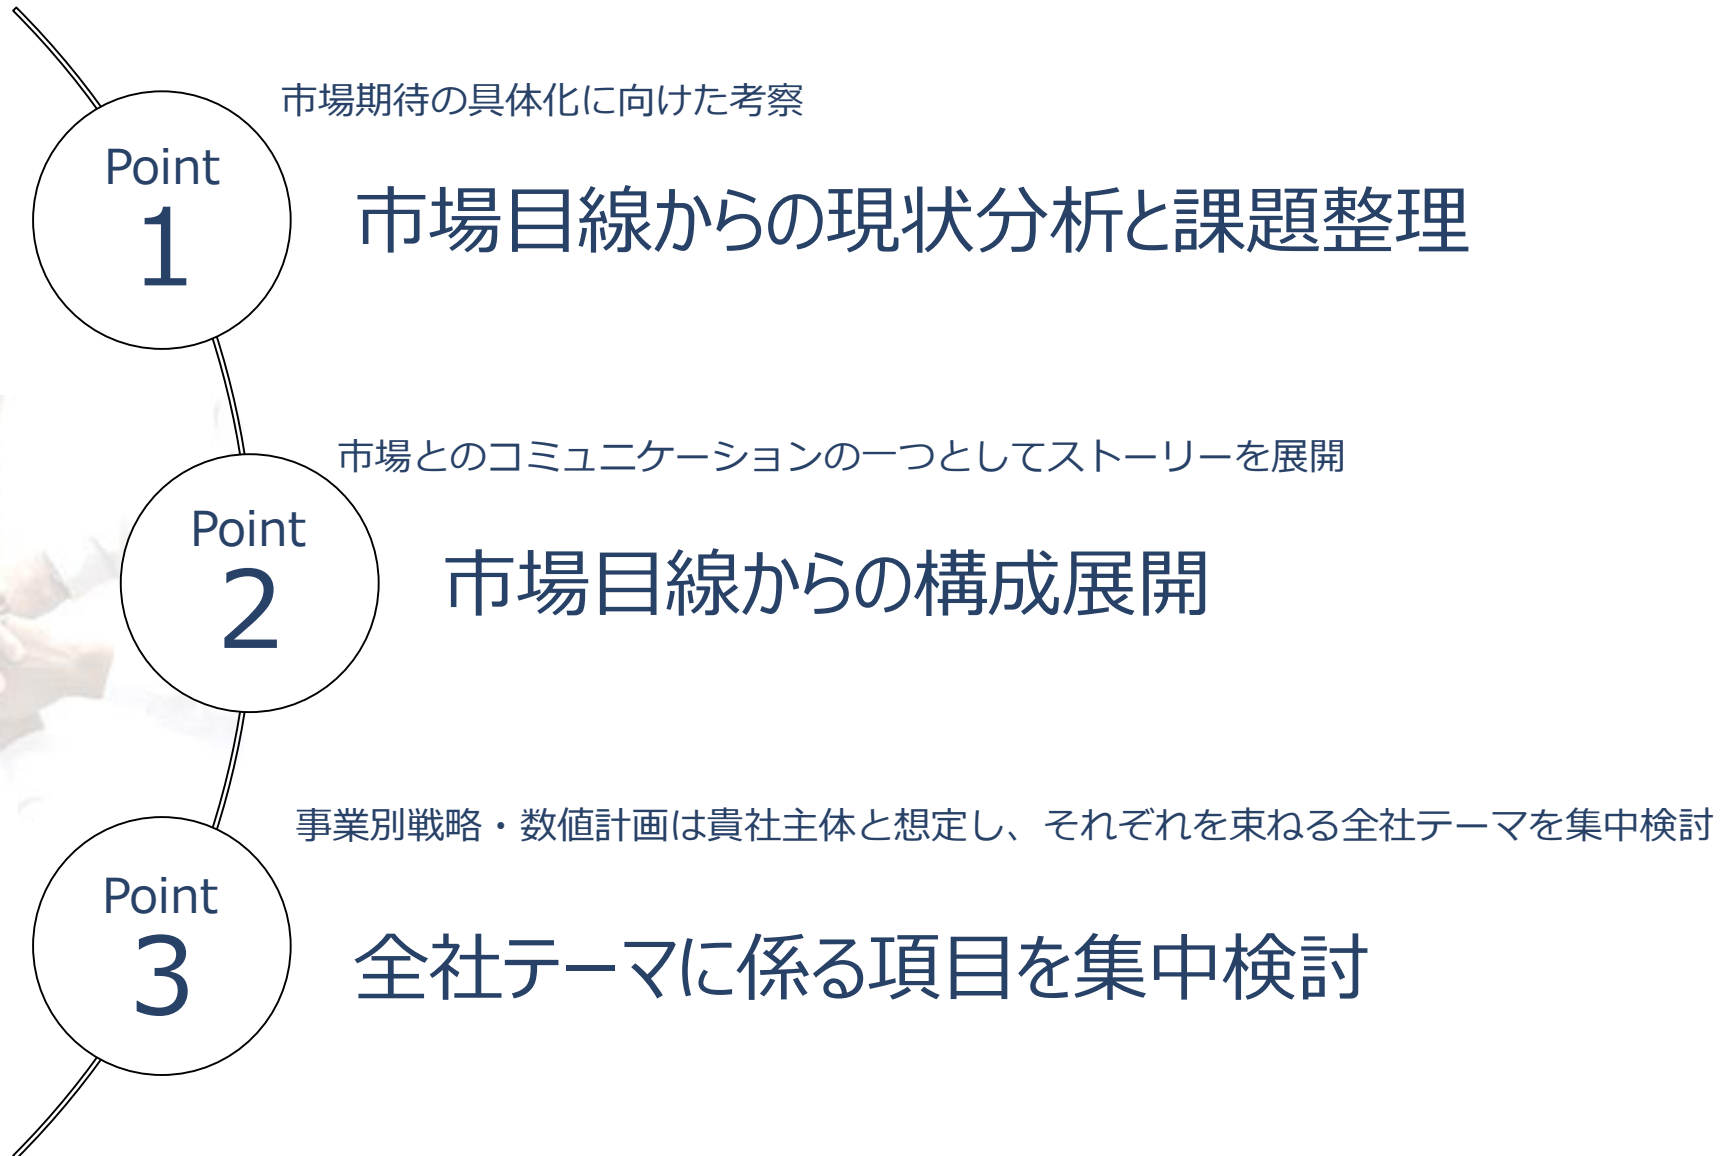 市場期待の具体化に向けた考察
Point
1
市場目線からの現状分析と課題整理
市場とのコミュニケーションの一つとしてストーリーを展開
Point
2
市場目線からの構成展開
事業別戦略・数値計画は貴社主体と想定し、それぞれを束ねる全社テーマを集中検討
Point
3
全社テーマに係る項目を集中検討